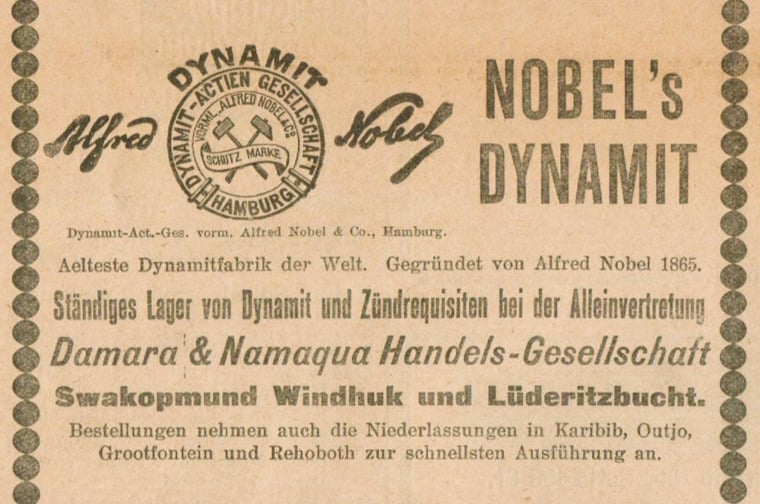 DYNAMIT
DYNAMIT-ACTIEN GESELLSCHAFT
VORML. ALFRED NOBEL & CO
SCHUTZ MARKE
HAMBURG
Alfred Nobel
NOBEL's
DYNAMIT
Dynamit-Act.-Ges. vorm. Alfred Nobel & Co., Hamburg.
Aelteste Dynamitfabrik der Welt. Gegründet von Alfred Nobel 1865.
Ständiges Lager von Dynamit und Zündrequisiten bei der Alleinvertretung
Damara & Namaqua Handels-Gesellschaft
Swakopmund Windhuk und Lüderitzbucht.
Bestellungen nehmen auch die Niederlassungen in Karibib, Outjo,
Grootfontein und Rehoboth zur schnellsten Ausführung an.